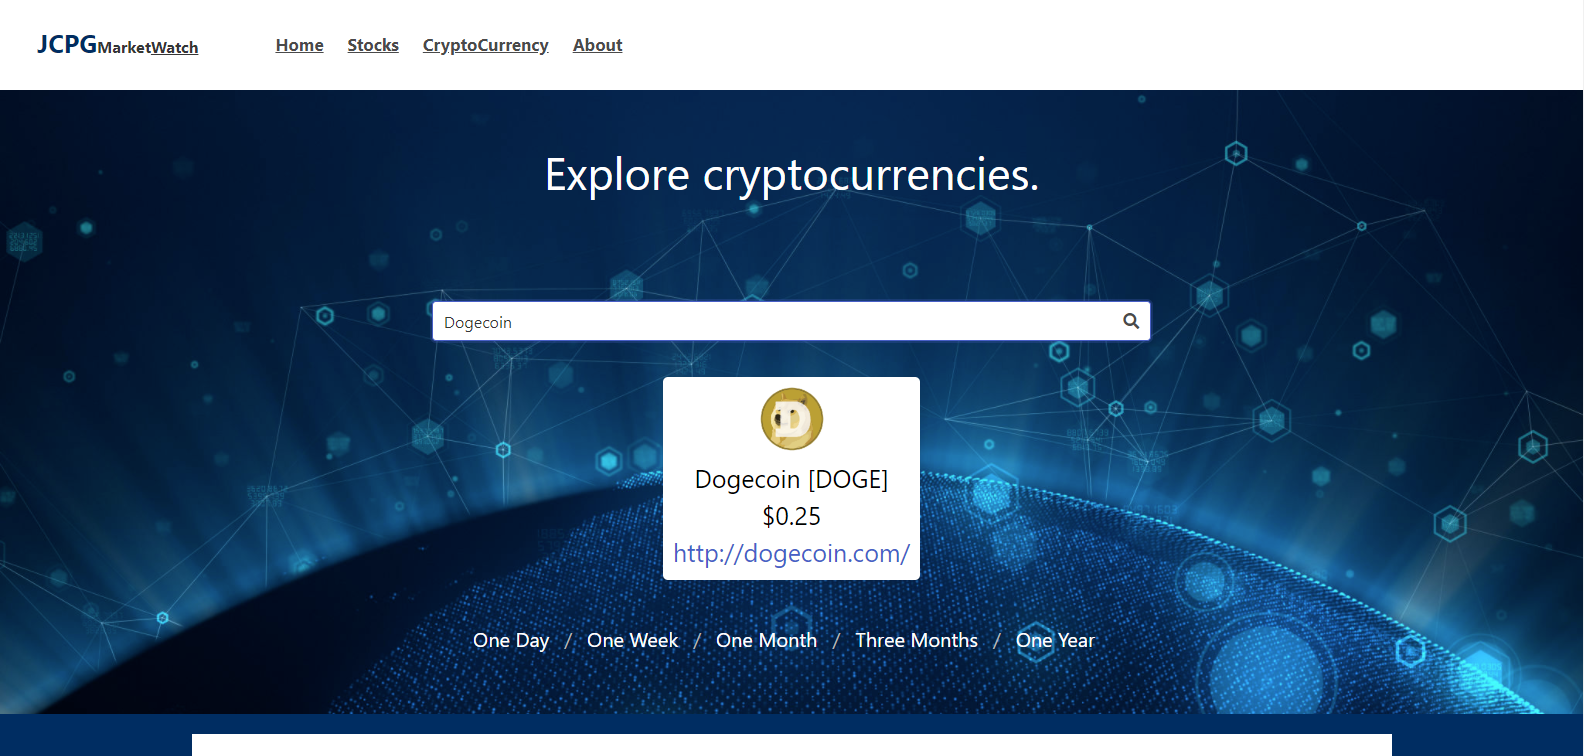 JCPGMarketWatch Home Stocks CryptoCurrency About
Explore cryptocurrencies.
Dogecoin
Dogecoin [DOGE]
$0.25
http://dogecoin.com/
One Day / One Week / One Month / Three Months / One Year